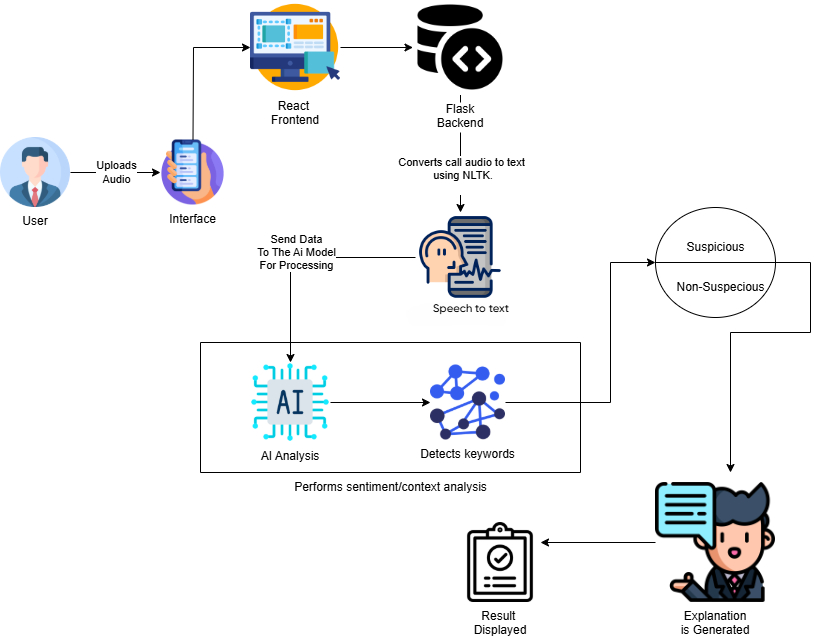 React
Frontend
Flask
Backend
Uploads
Audio
User
Interface
Converts call audio to text
using NLTK.
Send Data
To The Ai Model
For Processing
Speech to text
Suspicious
Non-Suspecious
AI
AI Analysis
Detects keywords
Performs sentiment/context analysis
Explanation
is Generated
Result
Displayed